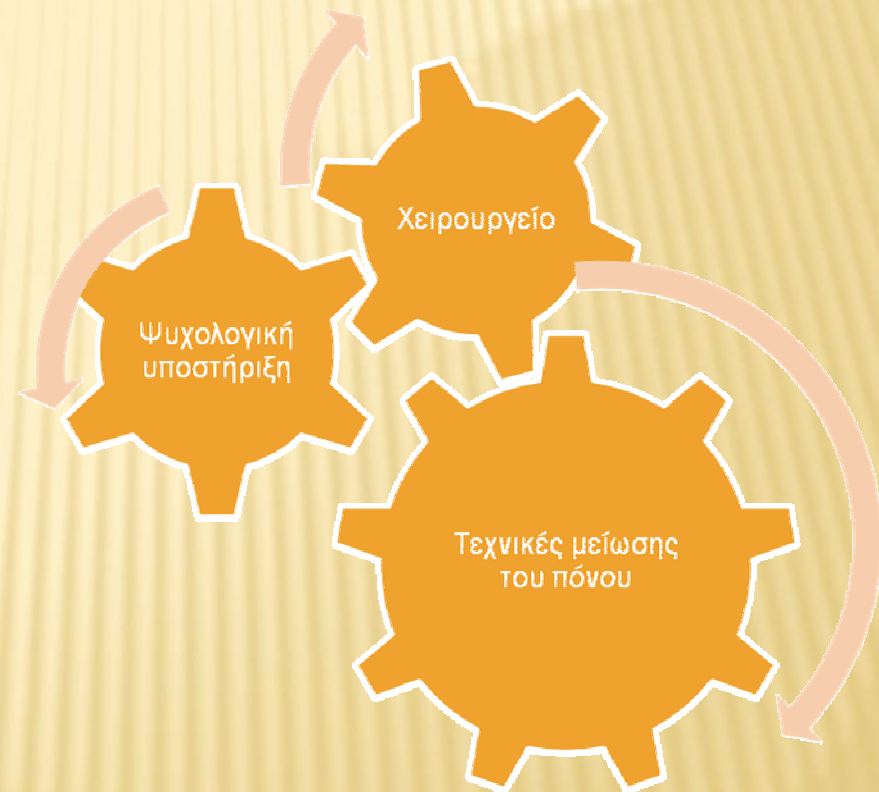 Χειρουργείο
Ψυχολογική
υποστήριξη
Τεχνικές μείωσης
του πόνου